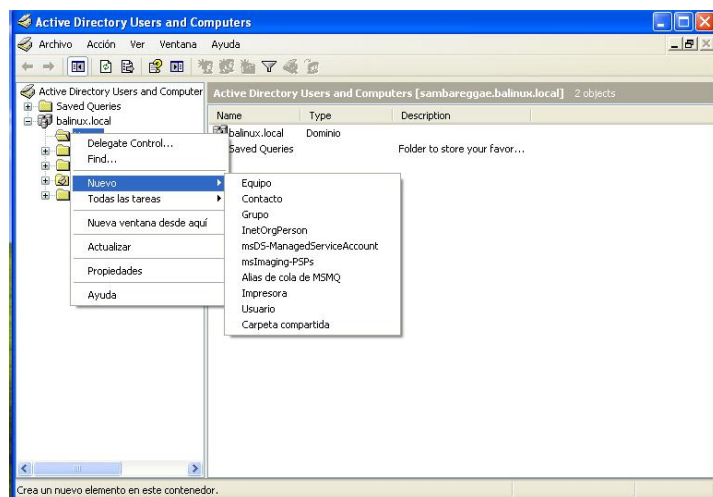 Active Directory Users and Computers
Archivo Acción Ver Ventana Ayuda
Active Directory Users and Computer
Active Directory Users and Computers [sambareggae.balinux.local] 2 objects
Saved Queries
balinux.local
Name Type Description
balinux.local Dominio
Saved Queries Folder to store your favor...
Delegate Control...
Find...
Nuevo
Todas las tareas
Nueva ventana desde aquí
Actualizar
Propiedades
Ayuda
Equipo
Contacto
Grupo
InetOrgPerson
msDS-ManagedServiceAccount
msImaging-PSPs
Alias de cola de MSMQ
Impresora
Usuario
Carpeta compartida
Crea un nuevo elemento en este contenedor.